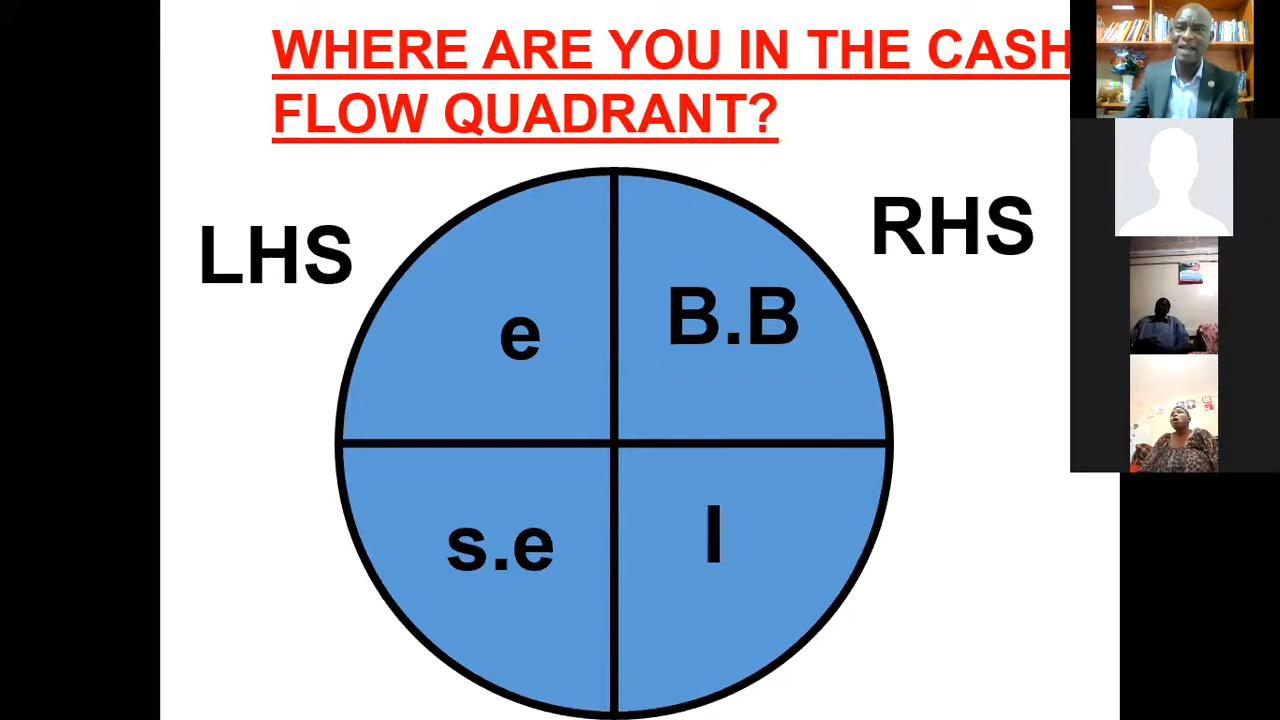 WHERE ARE YOU IN THE CASH
FLOW QUADRANT?
LHS
RHS
e
B.B
s.e
I